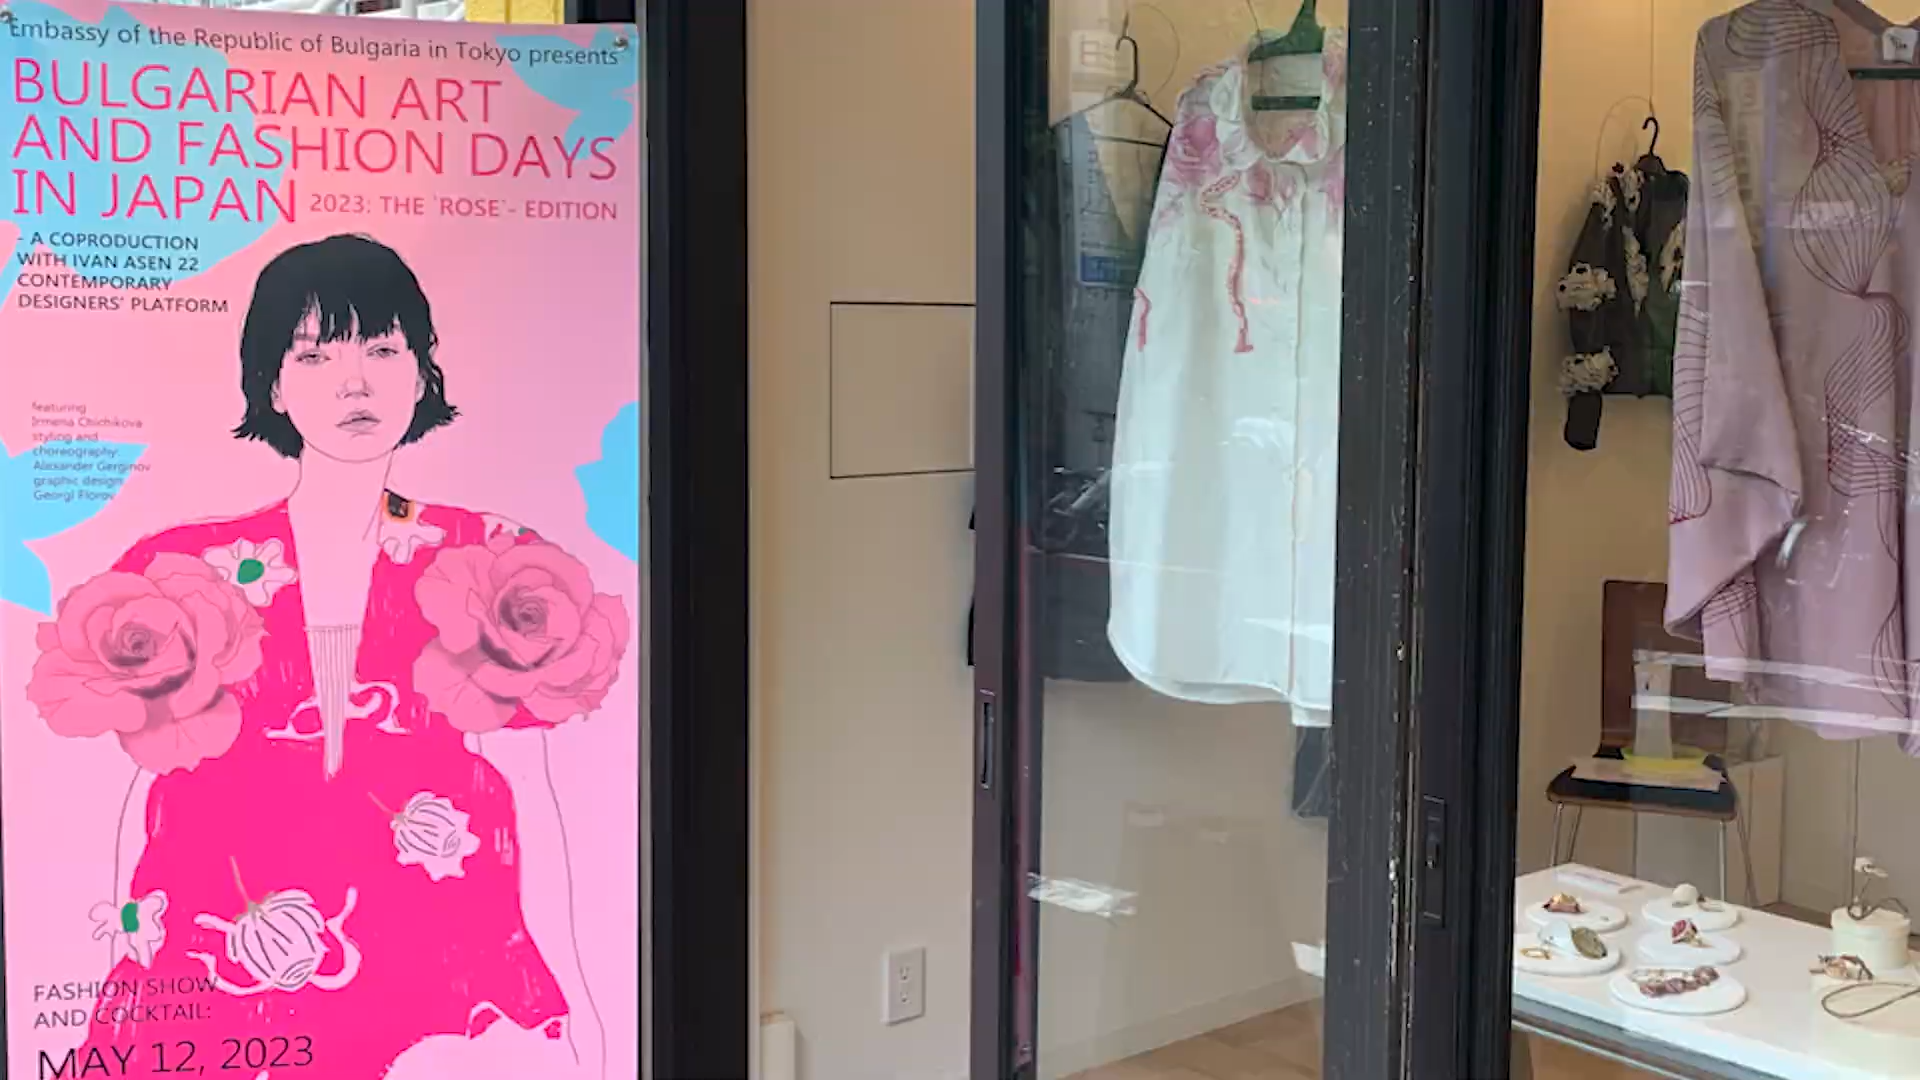 Embassy of the Republic of Bulgaria in Tokyo presents
BULGARIAN ART
AND FASHION DAYS
IN JAPAN 2023: THE 'ROSE'- EDITION
- A COPRODUCTION
WITH IVAN ASEN 22
CONTEMPORARY
DESIGNERS' PLATFORM
featuring
Irmena Chichikova
styling and
choreography:
Alexander Gerginov
graphic design
Georgi Florov
FASHION SHOW
AND COCKTAIL:
MAY 12, 2023